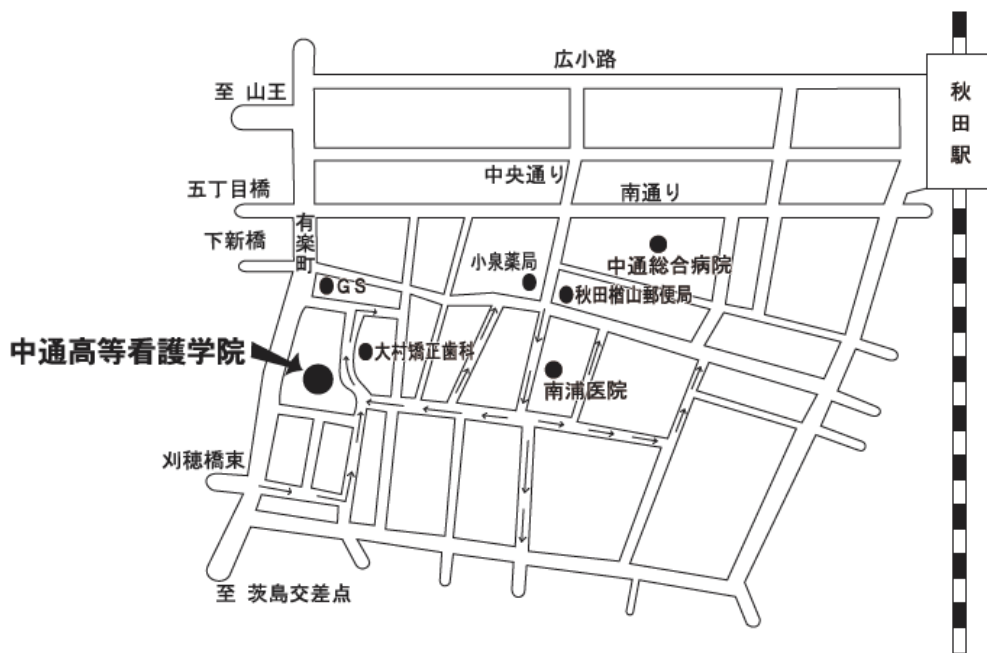 広小路
至 山王
秋田駅
中央通り
五丁目橋
南通り
有楽町
下新橋
小泉薬局
中通総合病院
GS
秋田楢山郵便局
中通高等看護学院
大村矯正歯科
南浦医院
刈穂橋東
至 茨島交差点